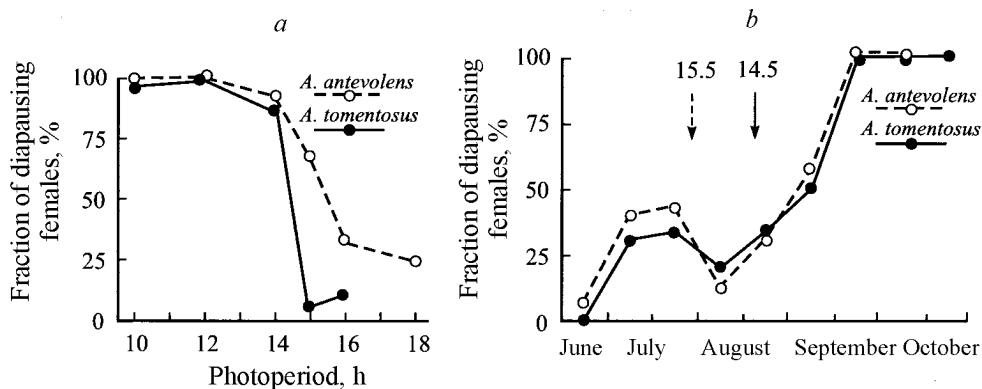 a
Fraction of diapausing
females, %
100
75
50
25
0
A. antevolens
A. tomentosus
10
12
14
16
18
Photoperiod, h
b
Fraction of diapausing
females, %
100
50
25
0
15.5
14.5
A. antevolens
A. tomentosus
June
July
August
September
October